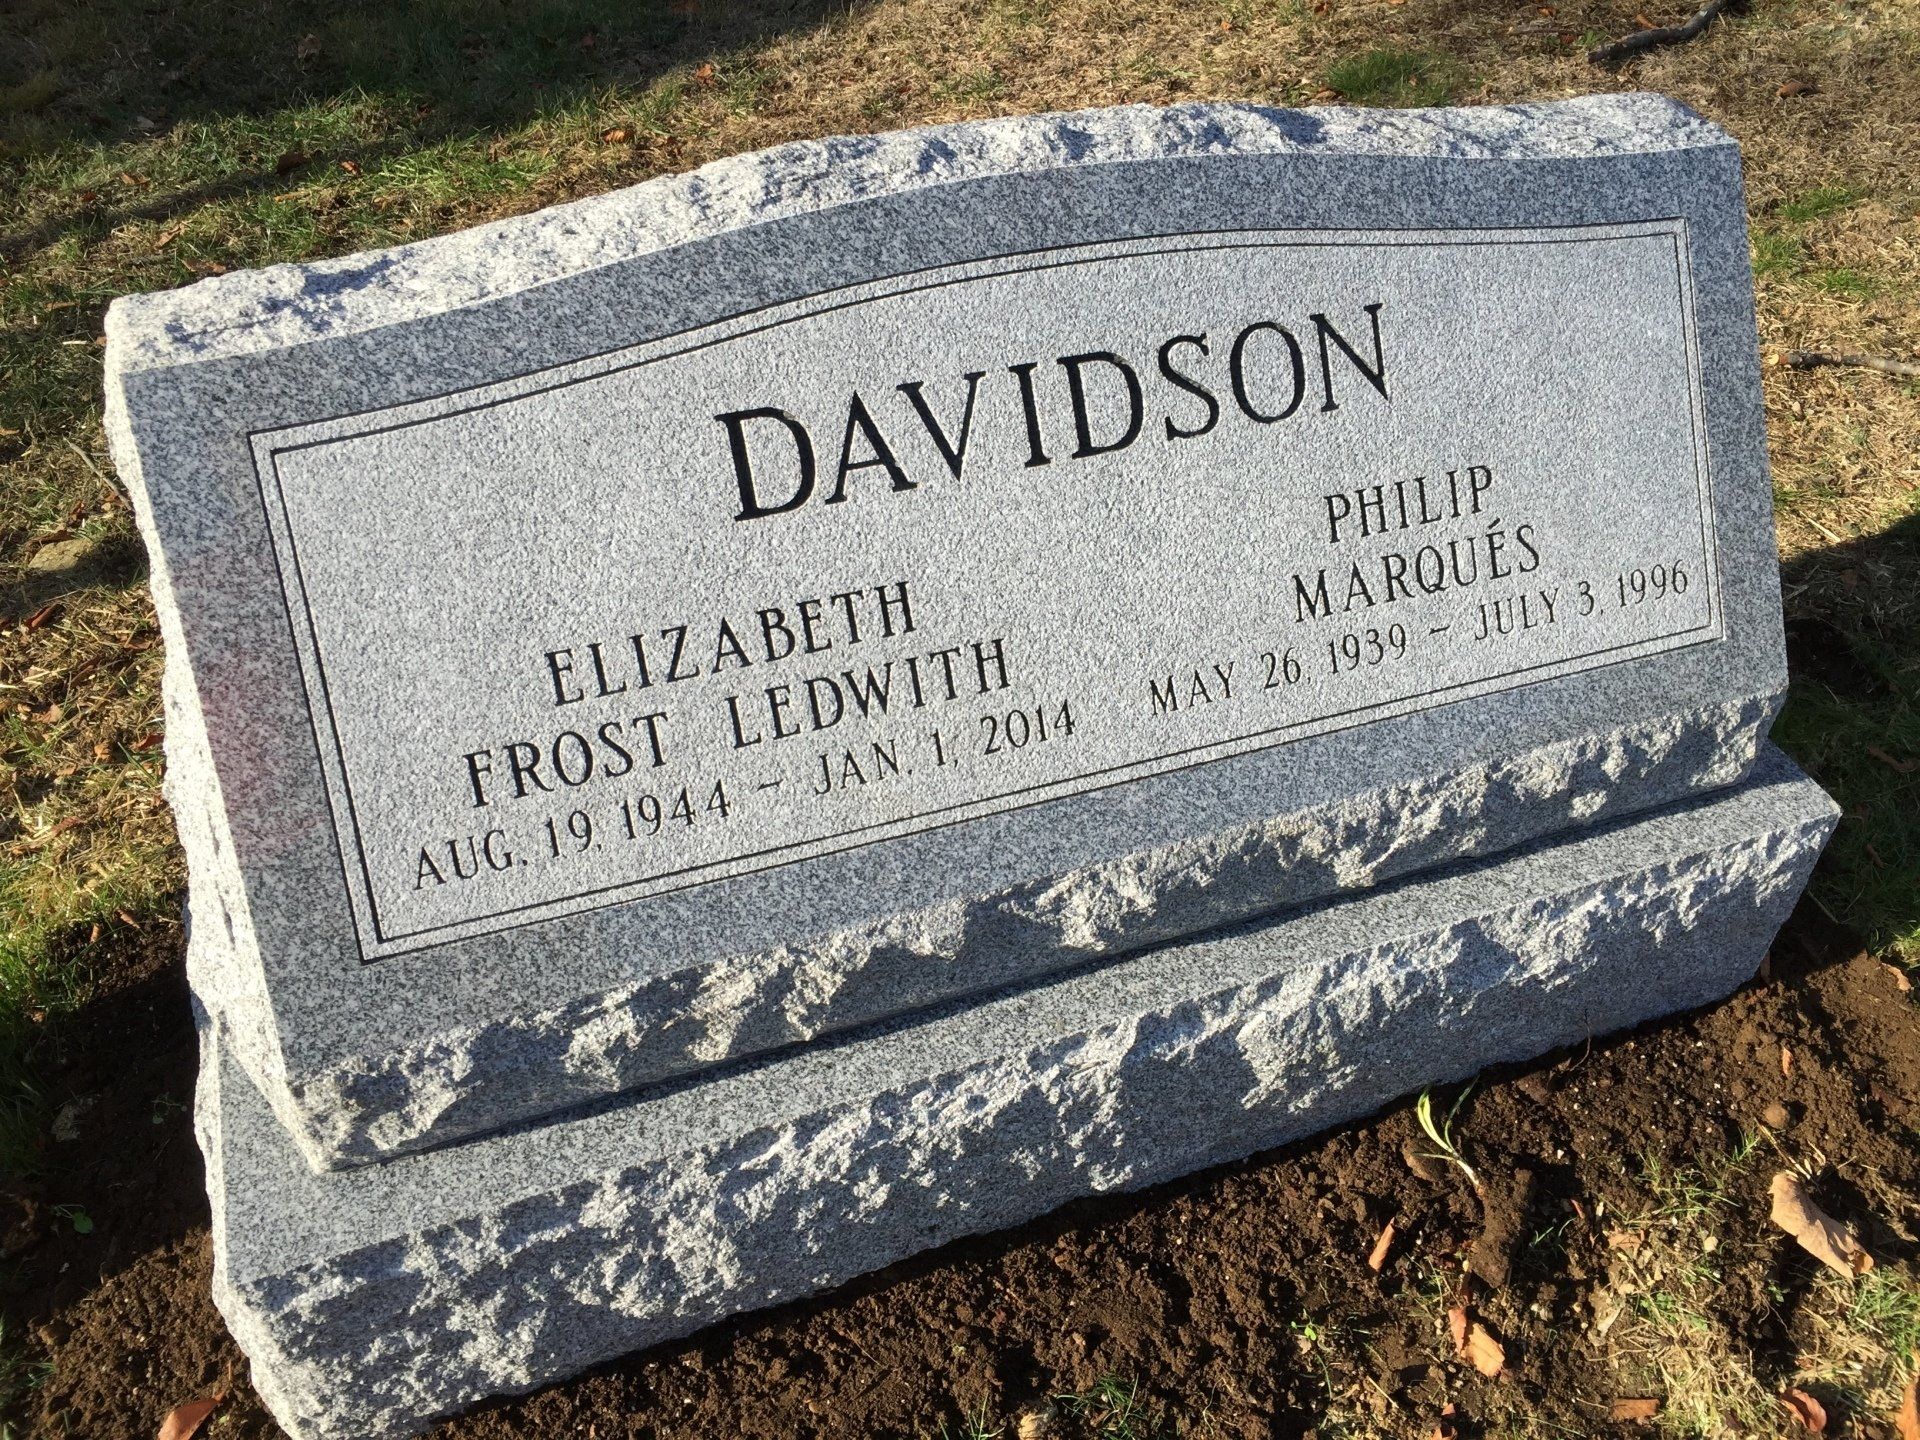 DAVIDSON
ELIZABETH
FROST LEDWITH
AUG. 19, 1944 ~ JAN. 1, 2014
PHILIP
MARQUÉS
MAY 26, 1939 ~ JULY 3, 1996